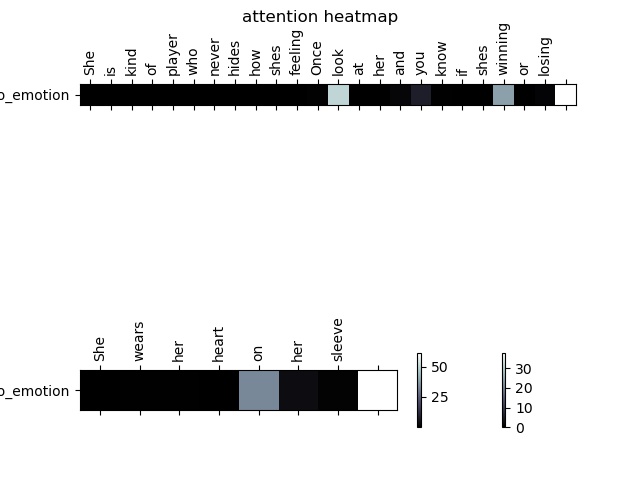 attention heatmap
She is kind of player who never hides how shes feeling Once look at her and you know if shes winning or losing
o_emotion
She wears her heart on her sleeve
o_emotion
50
25
30
20
10
0